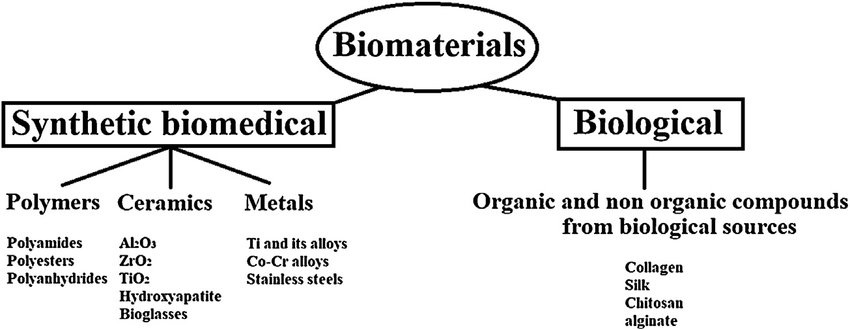 Biomaterials
Synthetic biomedical
Biological
Polymers
Polyamides
Polyesters
Polyanhydrides
Ceramics
Al₂O₃
ZrO₂
TiO₂
Hydroxyapatite
Bioglasses
Metals
Ti and its alloys
Co-Cr alloys
Stainless steels
Organic and non organic compounds
from biological sources
Collagen
Silk
Chitosan
alginate